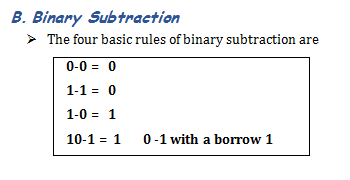 B. Binary Subtraction
➢ The four basic rules of binary subtraction are
0-0 = 0
1-1 = 0
1-0 = 1
10-1 = 1 0 -1 with a borrow 1